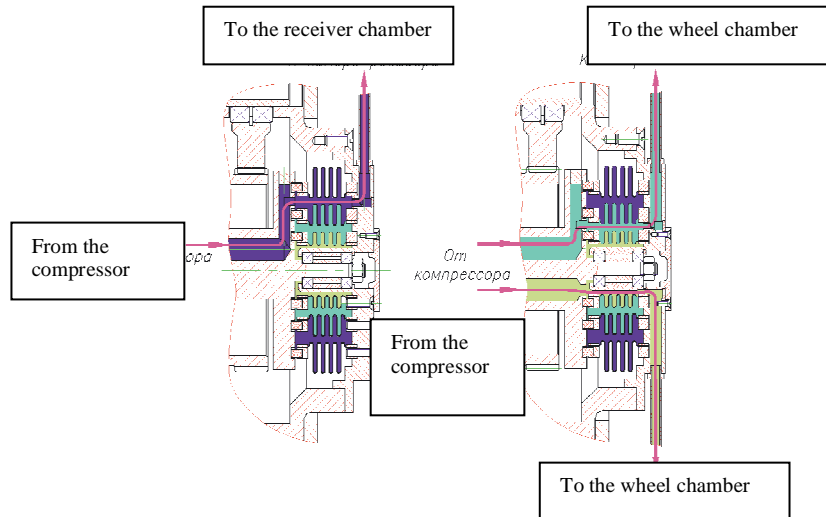 To the receiver chamber
To the wheel chamber
From the
compressor
От
компрессора
From the
compressor
To the wheel chamber